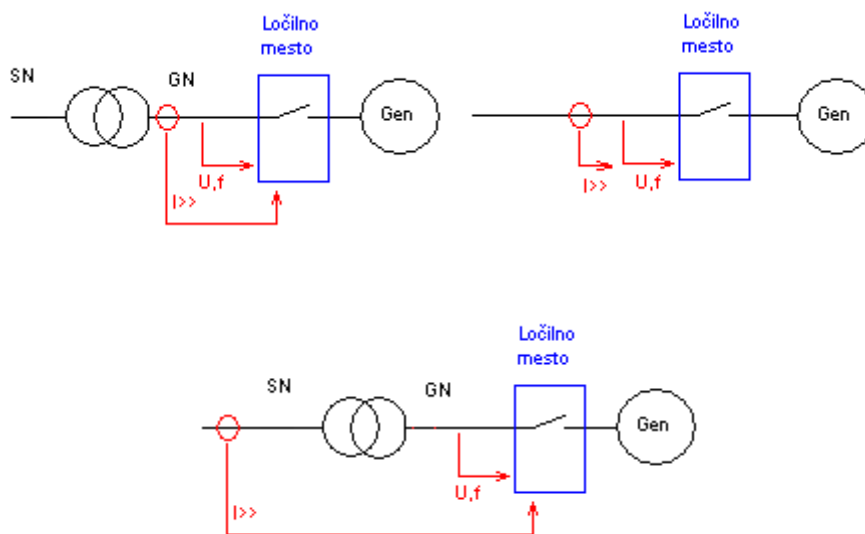 Ločilno
mesto
SN
GN
Gen
U,f
I>>
Ločilno
mesto
Gen
I>>
U,f
Ločilno
mesto
SN
GN
Gen
U,f
I>>